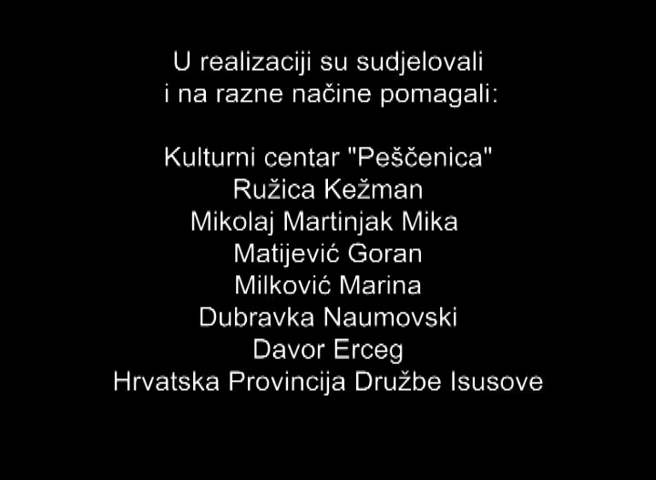 U realizaciji su sudjelovali
i na razne načine pomagali:
Kulturni centar "Peščenica"
Ružica Kežman
Mikolaj Martinjak Mika
Matijević Goran
Milković Marina
Dubravka Naumovski
Davor Erceg
Hrvatska Provincija Družbe Isusove